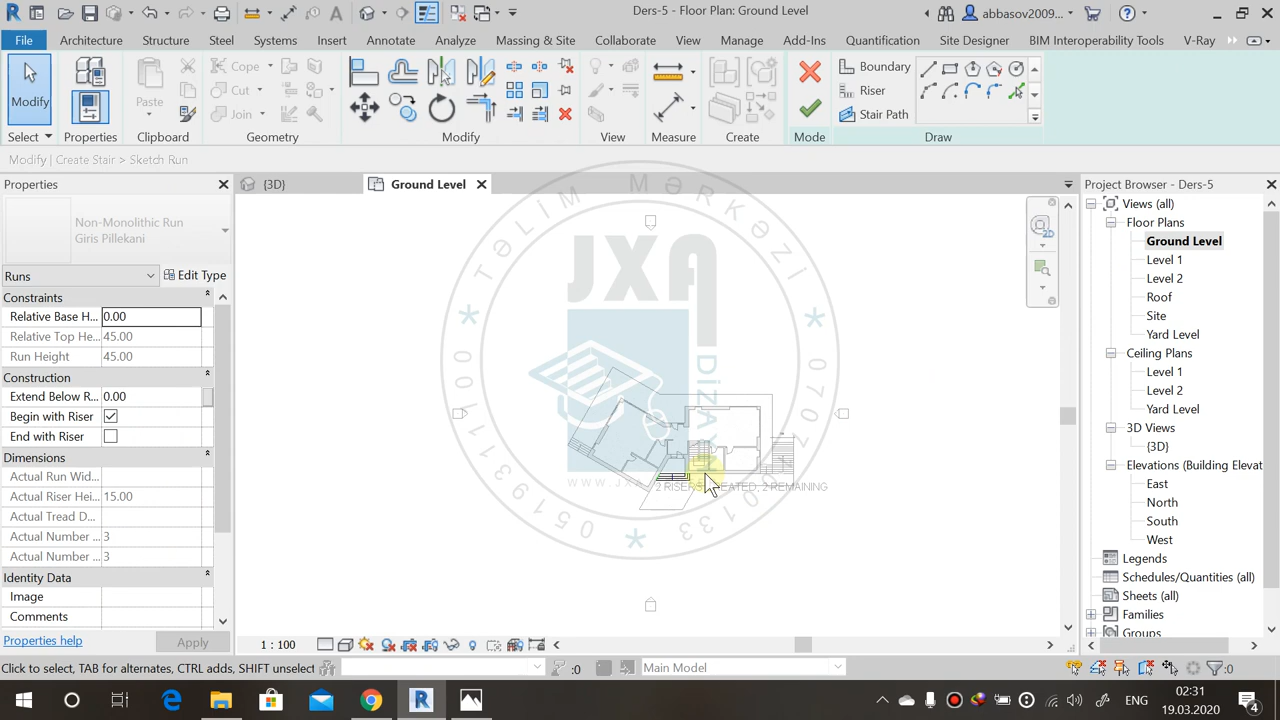 Ders-5 - Floor Plan: Ground Level
abbasov2009...
File Architecture Structure Steel Systems Insert Annotate Analyze Massing & Site Collaborate View Manage Add-Ins Quantification Site Designer BIM Interoperability Tools V-Ray
Modify
Paste
Cope
Cut
Join
Boundary
Riser
Stair Path
Select Properties Clipboard Geometry Modify View Measure Create Mode Draw
Modify | Create Stair > Sketch Run
Properties
Non-Monolithic Run
Giris Pillekani
Runs
Edit Type
Constraints
Relative Base H... 0.00
Relative Top He... 45.00
Run Height 45.00
Construction
Extend Below R... 0.00
Begin with Riser
End with Riser
Dimensions
Actual Run Wid...
Actual Riser Hei... 15.00
Actual Tread D...
Actual Number ... 3
Actual Number ... 3
Identity Data
Image
Comments
Properties help
Apply
{3D}
Ground Level
TƏLİM MƏRKƏZİ
JXA
DİZAY
2D
Project Browser - Ders-5
Views (all)
Floor Plans
Ground Level
Level 1
Level 2
Roof
Site
Yard Level
Ceiling Plans
Level 1
Level 2
Yard Level
3D Views
{3D}
Elevations (Building Elevat
East
North
South
West
Legends
Schedules/Quantities (all)
Sheets (all)
Families
Groups
1 : 100
Click to select, TAB for alternates, CTRL adds, SHIFT unselect
:0
Main Model
:0
ENG
02:31
19.03.2020
4